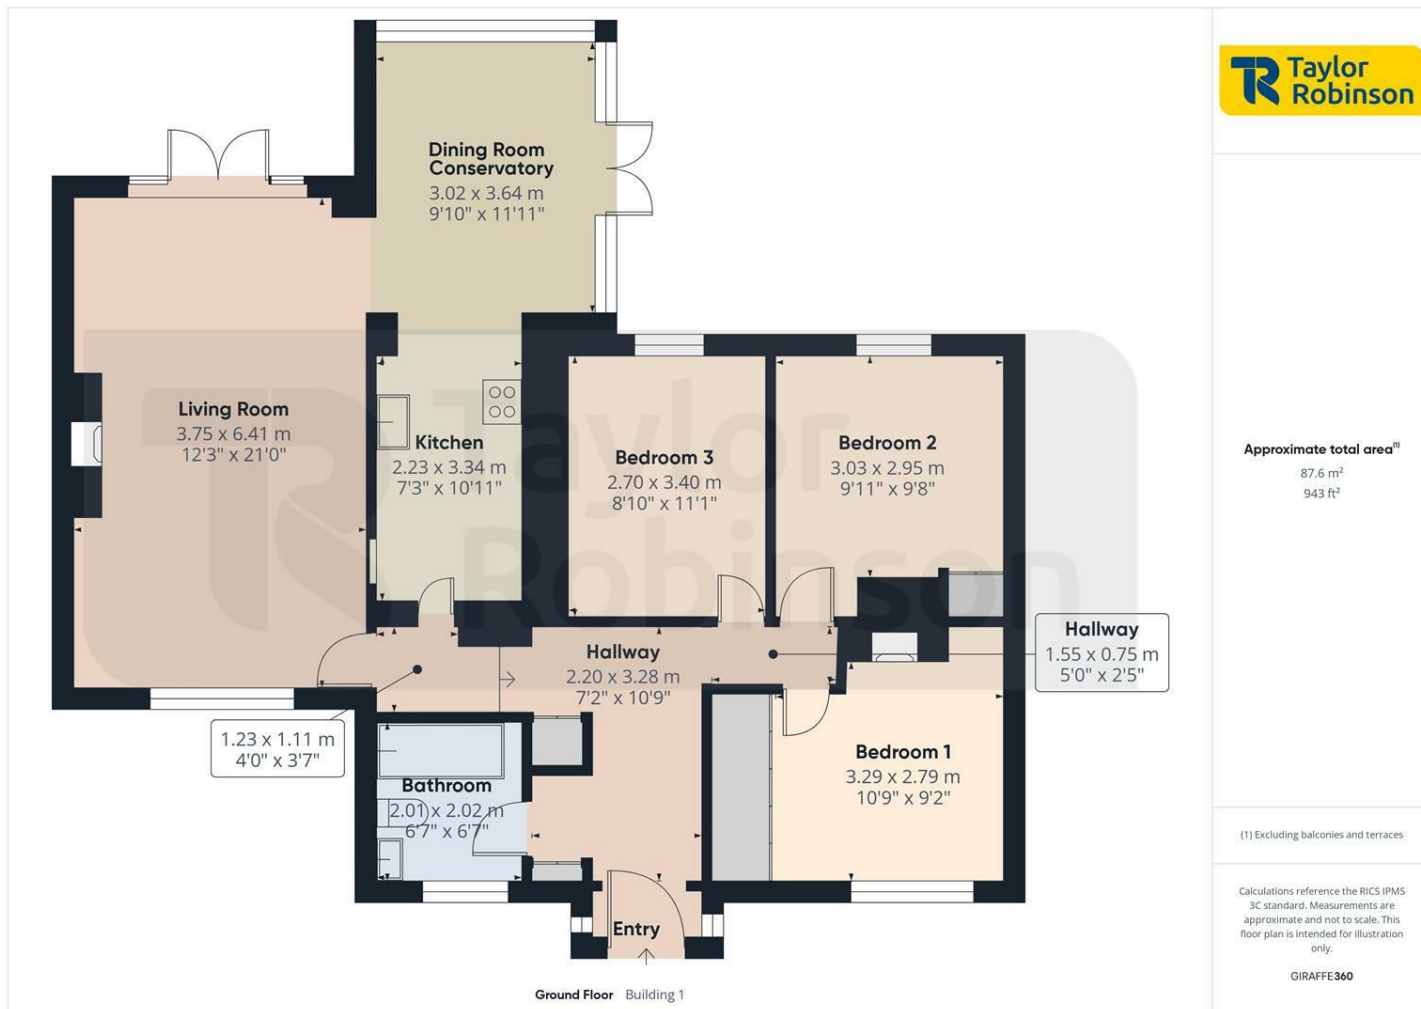 Taylor
Robinson
Dining Room
Conservatory
3.02 x 3.64 m
9'10" x 11'11"
Living Room
3.75 x 6.41 m
12'3" x 21'0"
Kitchen
2.23 x 3.34 m
7'3" x 10'11"
Bedroom 3
2.70 x 3.40 m
8'10" x 11'1"
Bedroom 2
3.03 x 2.95 m
9'11" x 9'8"
Taylor
Robinson
Hallway
2.20 x 3.28 m
7'2" x 10'9"
Hallway
1.55 x 0.75 m
5'0" x 2'5"
1.23 x 1.11 m
4'0" x 3'7"
Bathroom
2.01 x 2.02 m
6'7" x 6'7"
Bedroom 1
3.29 x 2.79 m
10'9" x 9'2"
Entry
Ground Floor Building 1
Approximate total area(1)
87.6 m²
943 ft²
(1) Excluding balconies and terraces
Calculations reference the RICS IPMS
3C standard. Measurements are
approximate and not to scale. This
floor plan is intended for illustration
only.
GIRAFFE360